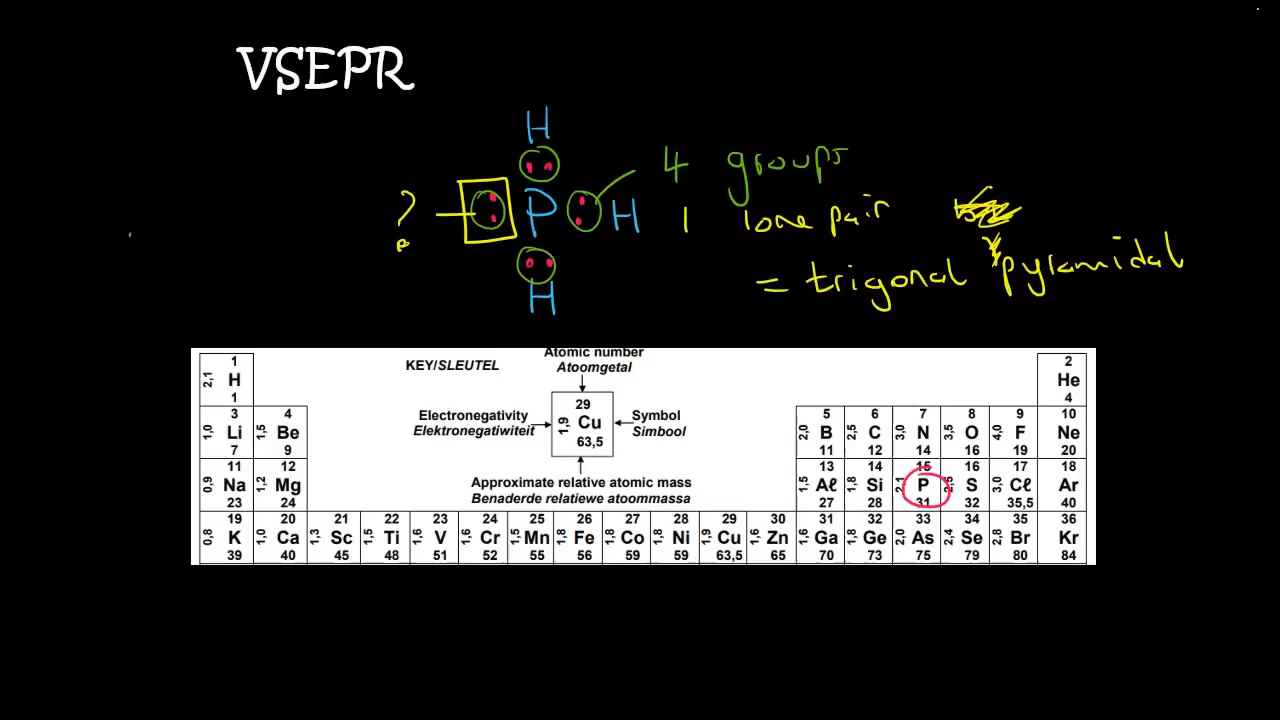 VSEPR
H
4 groups
? P H 1 lone pair
= trigonal pyramidal
H
KEY/SLEUTEL
Atomic number
Atoomgetal
29
1,9 Cu
63,5
Electronegativity
Elektronegatiwiteit
Symbol
Simbool
Approximate relative atomic mass
Benaderde relatiewe atoommassa
1 2
2,1 H He
1 4
3 4 5 6 7 8 9 10
1,0 Li 1,5 Be 2,0 B 2,5 C 3,0 N 3,5 O 4,0 F Ne
7 9 11 12 14 16 19 20
11 12 13 14 15 16 17 18
0,9 Na 1,2 Mg 1,5 Aℓ 1,8 Si 2,1 P 2,5 S 3,0 Cℓ Ar
23 24 27 28 31 32 35,5 40
19 20 21 22 23 24 25 26 27 28 29 30 31 32 33 34 35 36
0,8 K 1,0 Ca 1,3 Sc 1,5 Ti 1,6 V 1,6 Cr 1,5 Mn 1,8 Fe 1,8 Co 1,8 Ni 1,9 Cu 1,6 Zn 1,6 Ga 1,8 Ge 2,0 As 2,4 Se 2,8 Br Kr
39 40 45 48 51 52 55 56 59 59 63,5 65 70 73 75 79 80 84